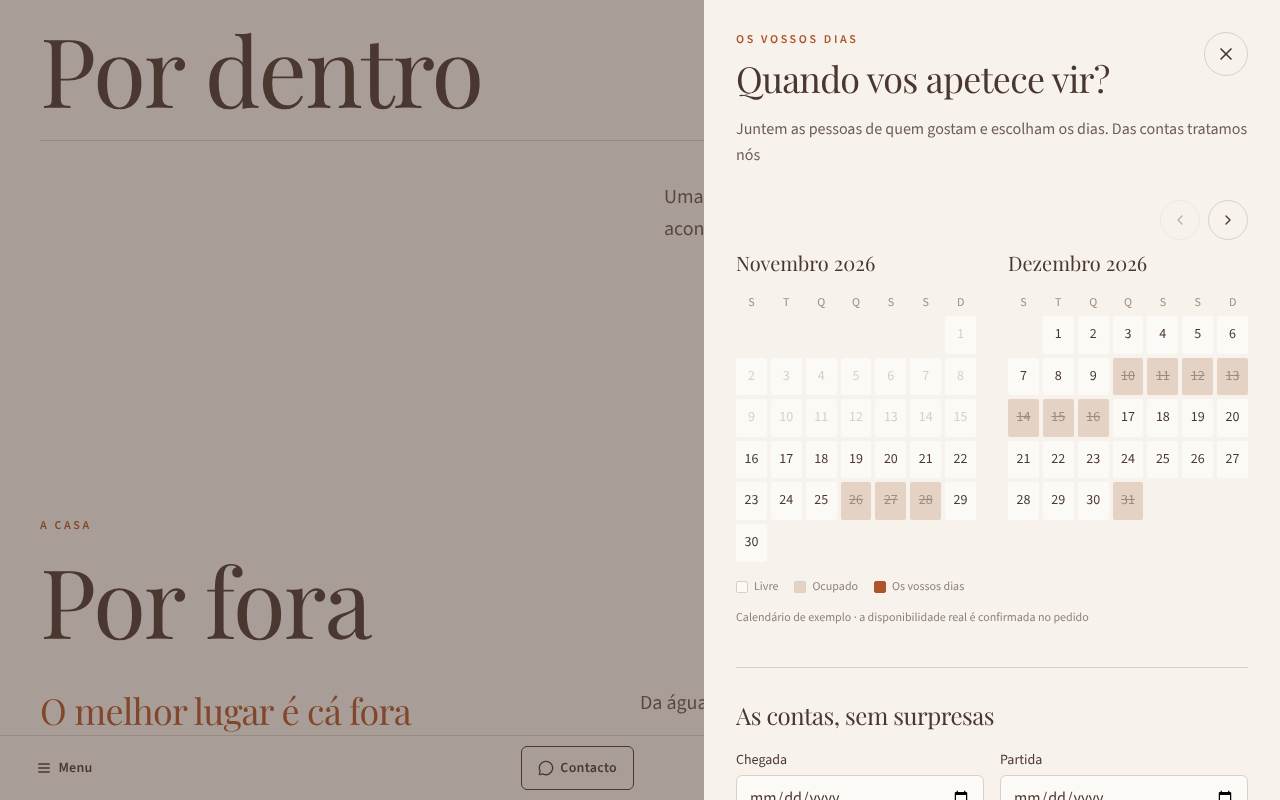 Por dentro
Uma
acon
A CASA
Por fora
O melhor lugar é cá fora
Da água
Menu
Contacto
OS VOSSOS DIAS
Quando vos apetece vir?
Juntem as pessoas de quem gostam e escolham os dias. Das contas tratamos
nós
Novembro 2026
S T Q Q S S D
1
2 3 4 5 6 7 8
9 10 11 12 13 14 15
16 17 18 19 20 21 22
23 24 25 26 27 28 29
30
Dezembro 2026
S T Q Q S S D
1 2 3 4 5 6
7 8 9 10 11 12 13
14 15 16 17 18 19 20
21 22 23 24 25 26 27
28 29 30 31
Livre Ocupado Os vossos dias
Calendário de exemplo · a disponibilidade real é confirmada no pedido
As contas, sem surpresas
Chegada Partida
mm/dd/yyyy mm/dd/yyyy